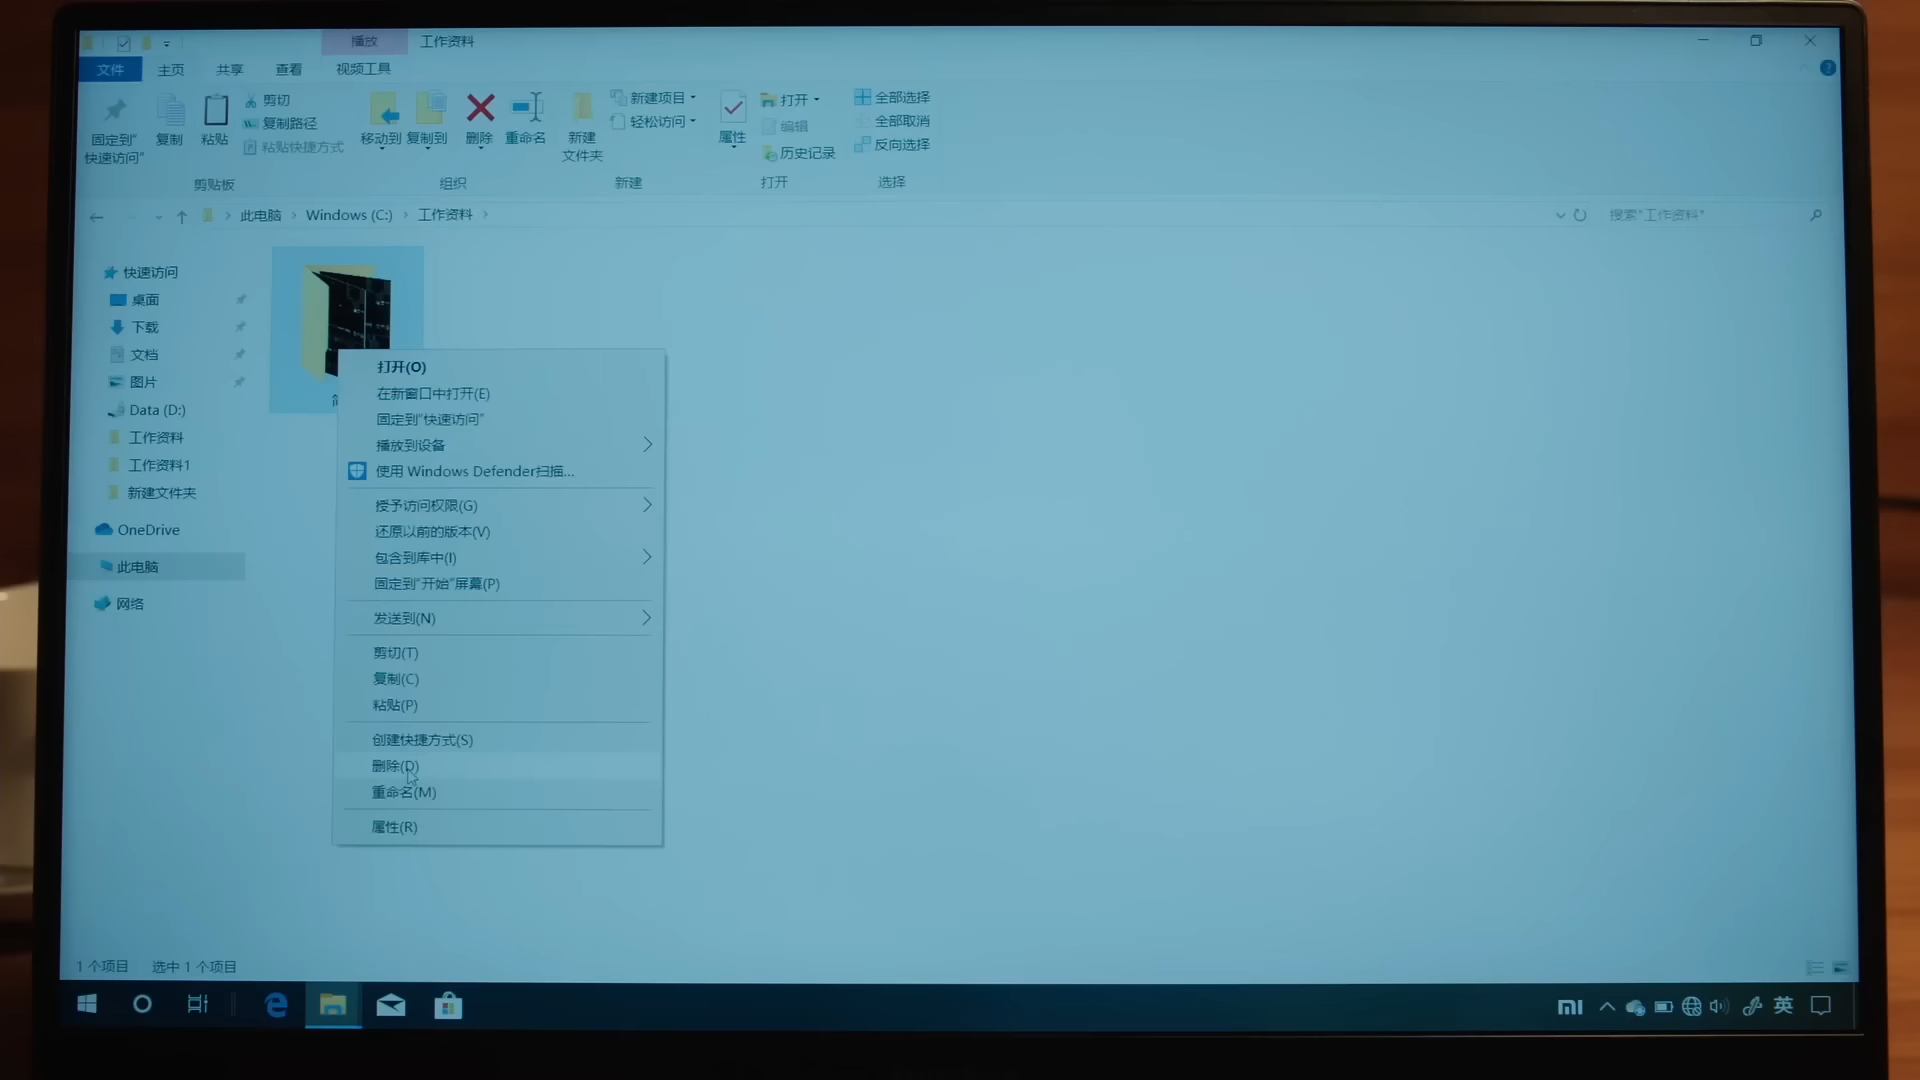 播放 工作资料
文件 主页 共享 查看 视频工具
固定到"快速访问"
复制
粘贴
剪切
复制路径
粘贴快捷方式
剪贴板
移动到 复制到 删除 重命名
组织
新建文件夹
新建项目
轻松访问
新建
属性
打开
编辑
历史记录
打开
全部选择
全部取消
反向选择
选择
此电脑 Windows (C:) 工作资料
搜索"工作资料"
快速访问
桌面
下载
文档
图片
Data (D:)
工作资料
工作资料1
新建文件夹
OneDrive
此电脑
网络
打开(O)
在新窗口中打开(E)
固定到"快速访问"
播放到设备
使用 Windows Defender扫描...
授予访问权限(G)
还原以前的版本(V)
包含到库中(I)
固定到"开始"屏幕(P)
发送到(N)
剪切(T)
复制(C)
粘贴(P)
创建快捷方式(S)
删除(D)
重命名(M)
属性(R)
1 个项目 选中 1 个项目
英